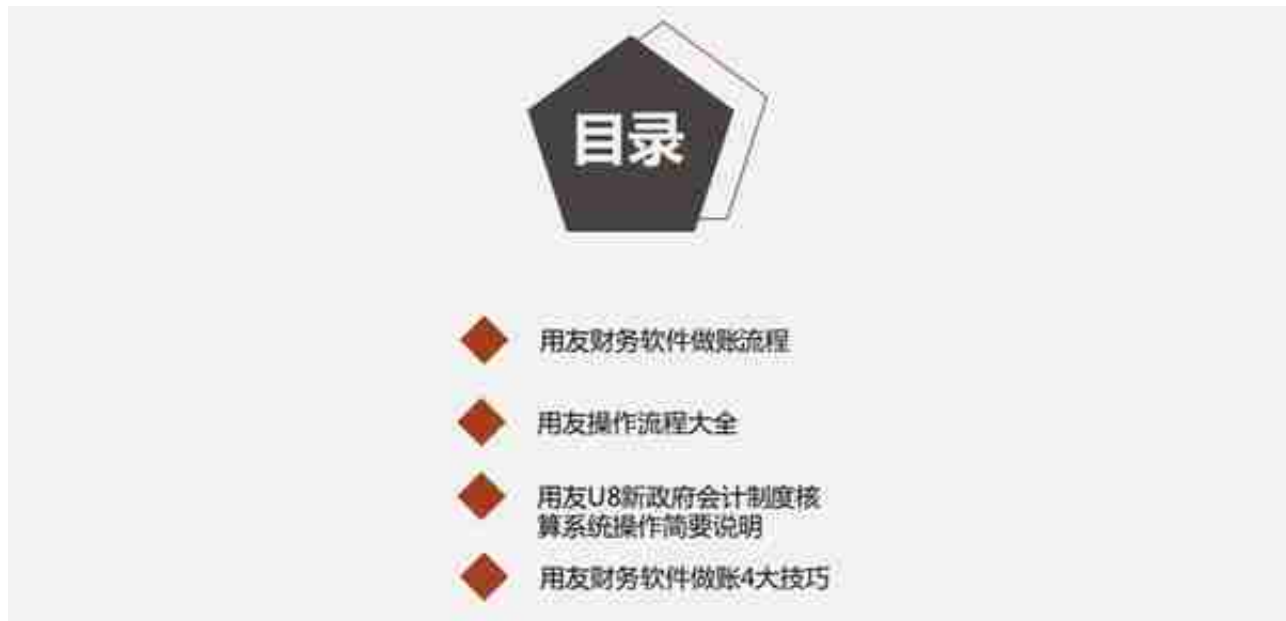 目录
用友财务软件做账流程
用友操作流程大全
用友U8新政府会计制度核
算系统操作简要说明
用友财务软件做账4大技巧